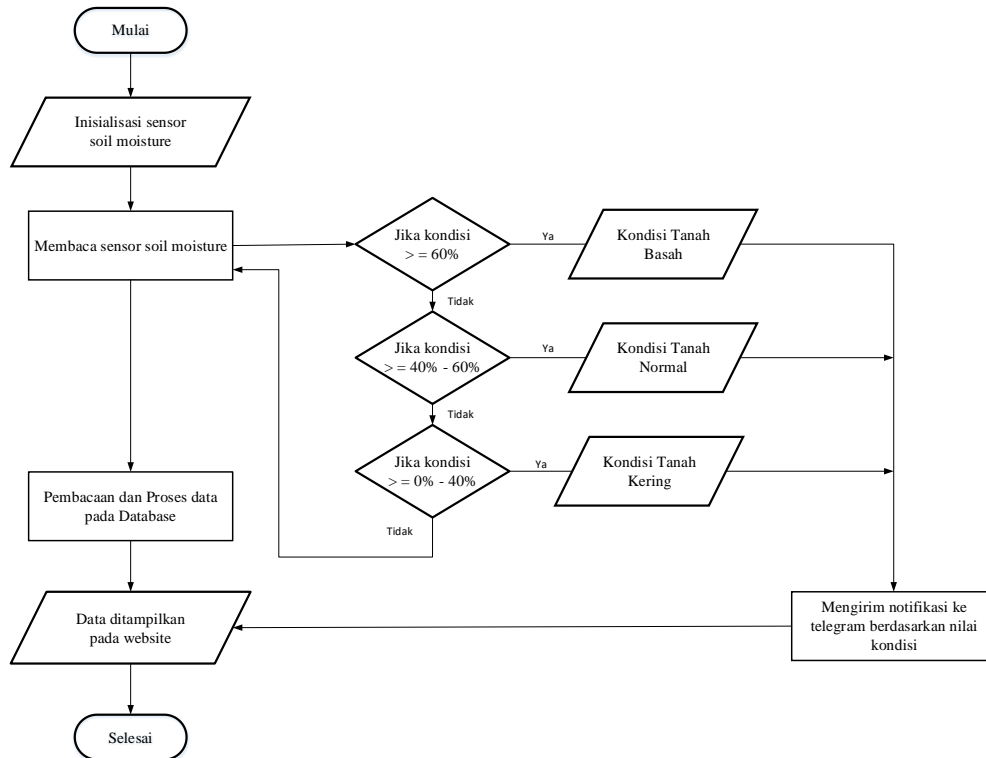 Mulai
Inisialisasi sensor
soil moisture
Membaca sensor soil moisture
Jika kondisi
> = 60%
Ya
Kondisi Tanah
Basah
Tidak
Jika kondisi
> = 40% - 60%
Ya
Kondisi Tanah
Normal
Tidak
Jika kondisi
> = 0% - 40%
Ya
Kondisi Tanah
Kering
Tidak
Pembacaan dan Proses data
pada Database
Data ditampilkan
pada website
Mengirim notifikasi ke
telegram berdasarkan nilai
kondisi
Selesai